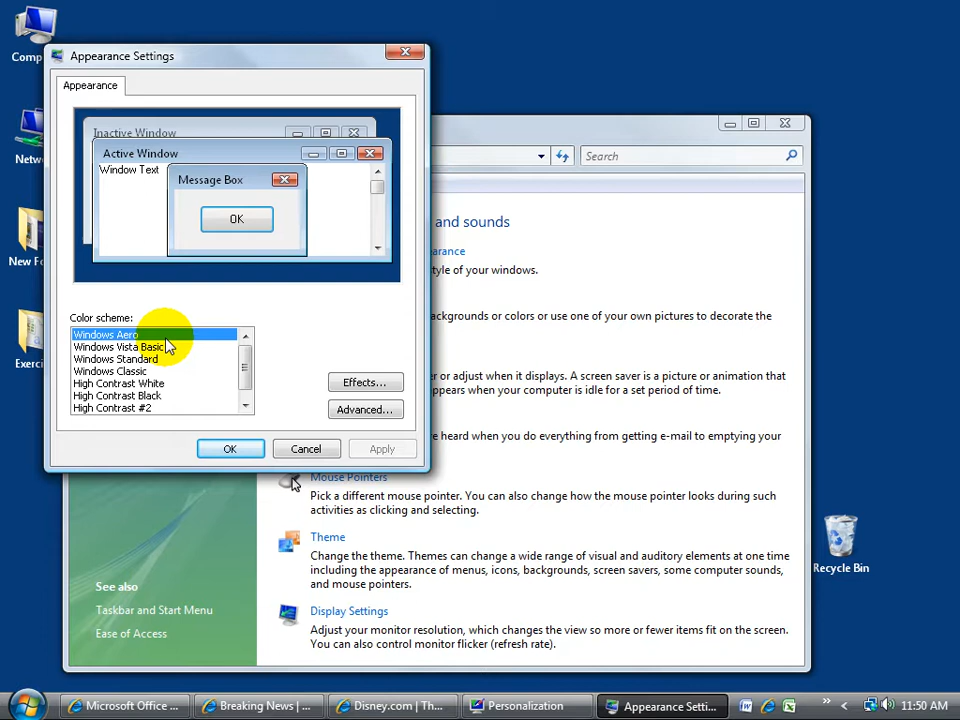 Comp
Netw
New Fo
Exerci
Appearance Settings
Appearance
Inactive Window
Active Window
Window Text
Message Box
OK
Color scheme:
Windows Aero
Windows Vista Basic
Windows Standard
Windows Classic
High Contrast White
High Contrast Black
High Contrast #2
Effects...
Advanced...
OK
Cancel
Apply
Search
and sounds
earance
style of your windows.
ackgrounds or colors or use one of your own pictures to decorate the
er or adjust when it displays. A screen saver is a picture or animation that
appears when your computer is idle for a set period of time.
e heard when you do everything from getting e-mail to emptying your
Mouse Pointers
Pick a different mouse pointer. You can also change how the mouse pointer looks during such
activities as clicking and selecting.
Theme
Change the theme. Themes can change a wide range of visual and auditory elements at one time
including the appearance of menus, icons, backgrounds, screen savers, some computer sounds,
and mouse pointers.
Display Settings
Adjust your monitor resolution, which changes the view so more or fewer items fit on the screen.
You can also control monitor flicker (refresh rate).
See also
Taskbar and Start Menu
Ease of Access
Recycle Bin
Microsoft Office ...
Breaking News | ...
Disney.com | Th...
Personalization
Appearance Setti...
11:50 AM